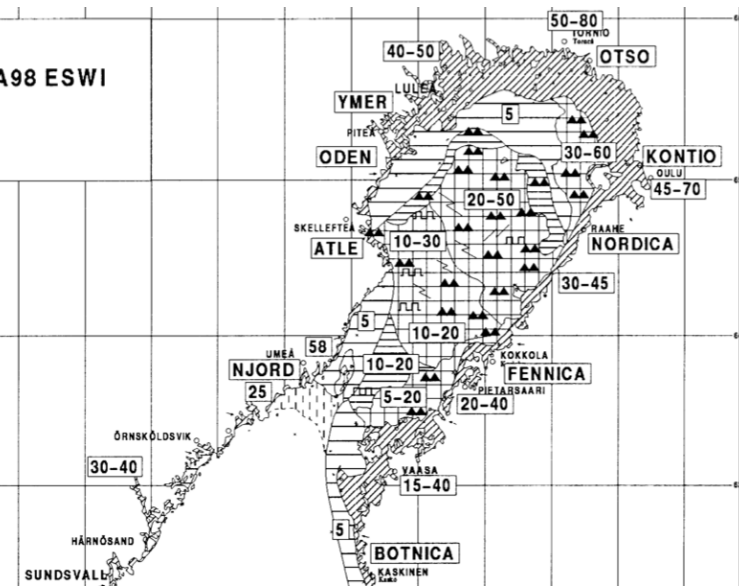 50-80
TORNIO
40-50
OTSO
A98 ESWI
LULEÅ
YMER
5
PITEÅ
ODEN
30-60
KONTIO
OULU
45-70
20-50
SKELLEFTEÅ
RAAHE
10-30
NORDICA
ATLE
30-45
5
10-20
58
UMEÅ
KOKKOLA
NJORD
10-20
FENNICA
25
PIETARSAARI
5-20
20-40
ÖRNSKÖLDSVIK
30-40
VAASA
15-40
5
HÄRNÖSAND
BOTNICA
SUNDSVALL
KASKINEN